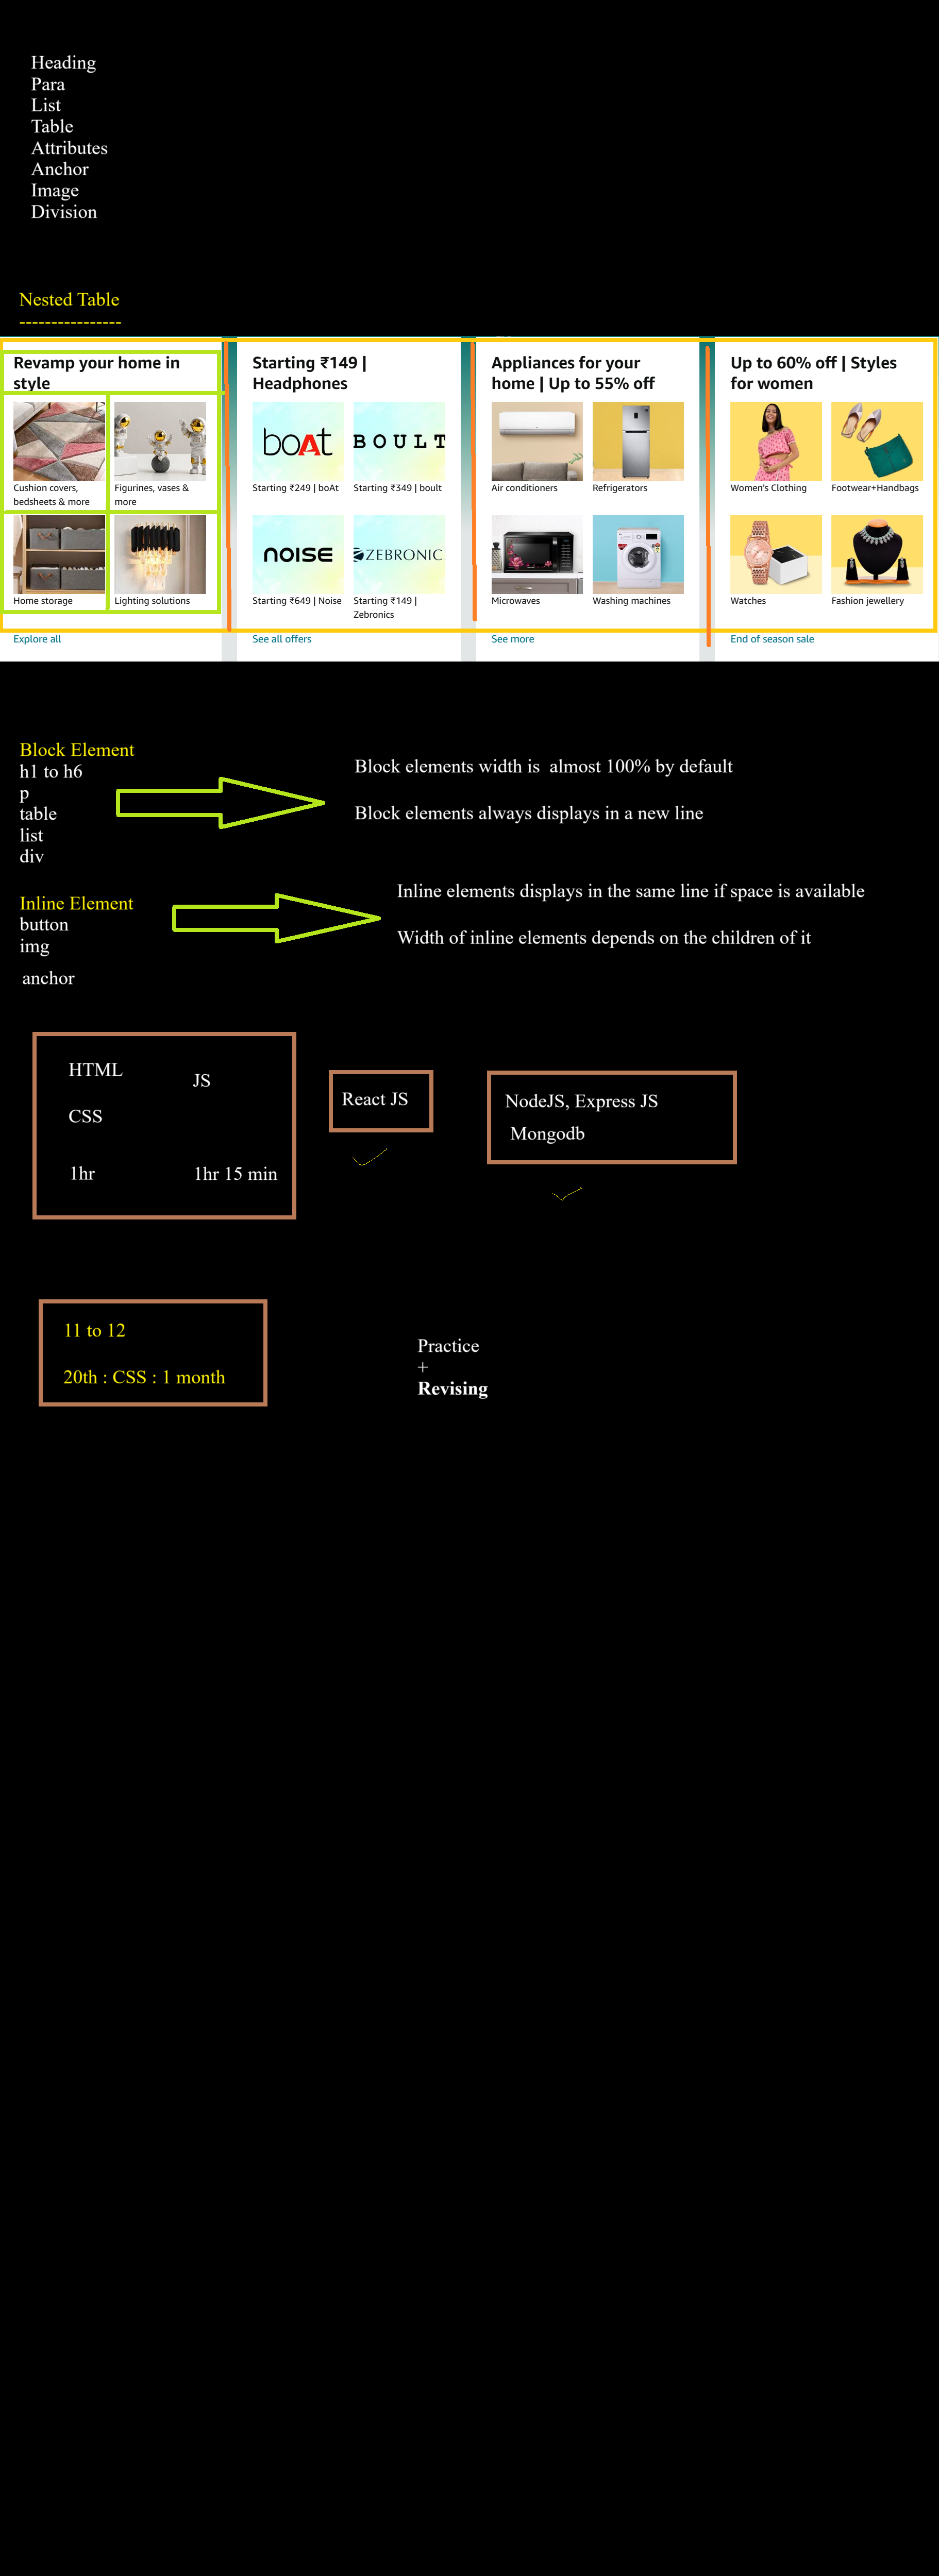 Heading
Para
List
Table
Attributes
Anchor
Image
Division
Nested Table
----------------
Revamp your home in
style
Cushion covers,
bedsheets & more
Figurines, vases &
more
Home storage
Lighting solutions
Explore all
Starting ₹149 |
Headphones
boAt
BOULT
Starting ₹249 | boAt
Starting ₹349 | boult
NOISE
ZEBRONIC
Starting ₹649 | Noise
Starting ₹149 |
Zebronics
See all offers
Appliances for your
home | Up to 55% off
Air conditioners
Refrigerators
Microwaves
Washing machines
See more
Up to 60% off | Styles
for women
Women's Clothing
Footwear+Handbags
Watches
Fashion jewellery
End of season sale
Block Element
h1 to h6
p
table
list
div
Block elements width is  almost 100% by default
Block elements always displays in a new line
Inline Element
button
img
anchor
Inline elements displays in the same line if space is available
Width of inline elements depends on the children of it
HTML
JS
CSS
1hr
1hr 15 min
React JS
NodeJS, Express JS
Mongodb
11 to 12
20th : CSS : 1 month
Practice
+
Revising